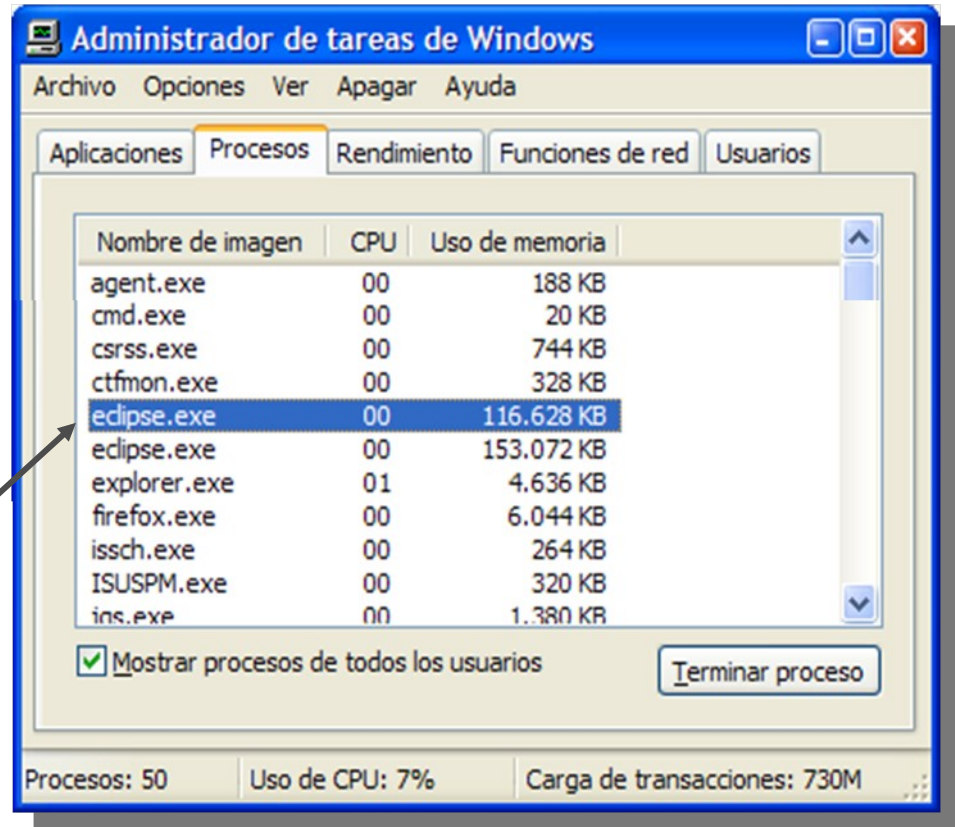 Administrador de tareas de Windows
Archivo Opciones Ver Apagar Ayuda
Aplicaciones Procesos Rendimiento Funciones de red Usuarios
Nombre de imagen CPU Uso de memoria
agent.exe 00 188 KB
cmd.exe 00 20 KB
csrss.exe 00 744 KB
ctfmon.exe 00 328 KB
eclipse.exe 00 116.628 KB
eclipse.exe 00 153.072 KB
explorer.exe 01 4.636 KB
firefox.exe 00 6.044 KB
issch.exe 00 264 KB
ISUSPM.exe 00 320 KB
jqs.exe 00 1.380 KB
Mostrar procesos de todos los usuarios Terminar proceso
Procesos: 50 Uso de CPU: 7% Carga de transacciones: 730M